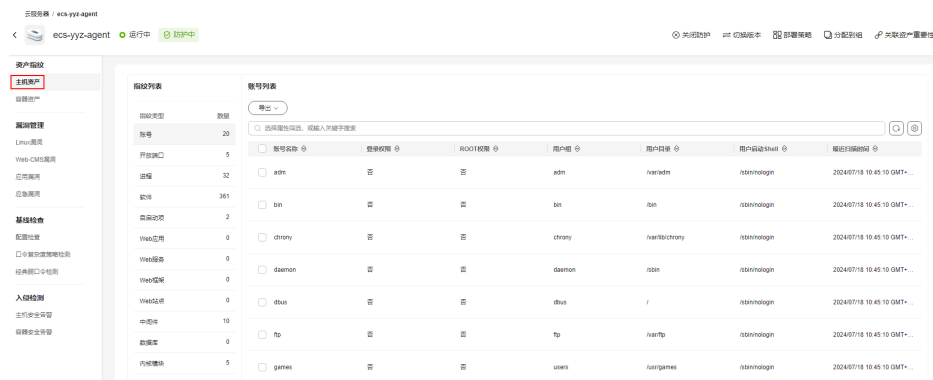 云服务器 / ecs-yyz-agent
ecs-yyz-agent 运行中 防护中 关闭防护 切换版本 部署策略 分配到组 关联资产重要性
资产指纹
主机资产
容器资产
漏洞管理
Linux漏洞
Web-CMS漏洞
应用漏洞
应急漏洞
基线检查
配置检查
口令复杂度策略检测
经典弱口令检测
入侵检测
主机安全告警
容器安全告警
指纹列表
指纹类型 数量
账号 20
开放端口 5
进程 32
软件 361
自启动项 2
Web应用 0
Web服务 0
Web框架 0
Web站点 0
中间件 10
数据库 0
内核模块 5
账号列表
导出
选择属性筛选，或输入关键字搜索
账号名称 登录权限 ROOT权限 用户组 用户目录 用户启动Shell 最近扫描时间
adm 否 否 adm /var/adm /sbin/nologin 2024/07/18 10:45:10 GMT+...
bin 否 否 bin /bin /sbin/nologin 2024/07/18 10:45:10 GMT+...
chrony 否 否 chrony /var/lib/chrony /sbin/nologin 2024/07/18 10:45:10 GMT+...
daemon 否 否 daemon /sbin /sbin/nologin 2024/07/18 10:45:10 GMT+...
dbus 否 否 dbus / /sbin/nologin 2024/07/18 10:45:10 GMT+...
ftp 否 否 ftp /var/ftp /sbin/nologin 2024/07/18 10:45:10 GMT+...
games 否 否 users /usr/games /sbin/nologin 2024/07/18 10:45:10 GMT+...